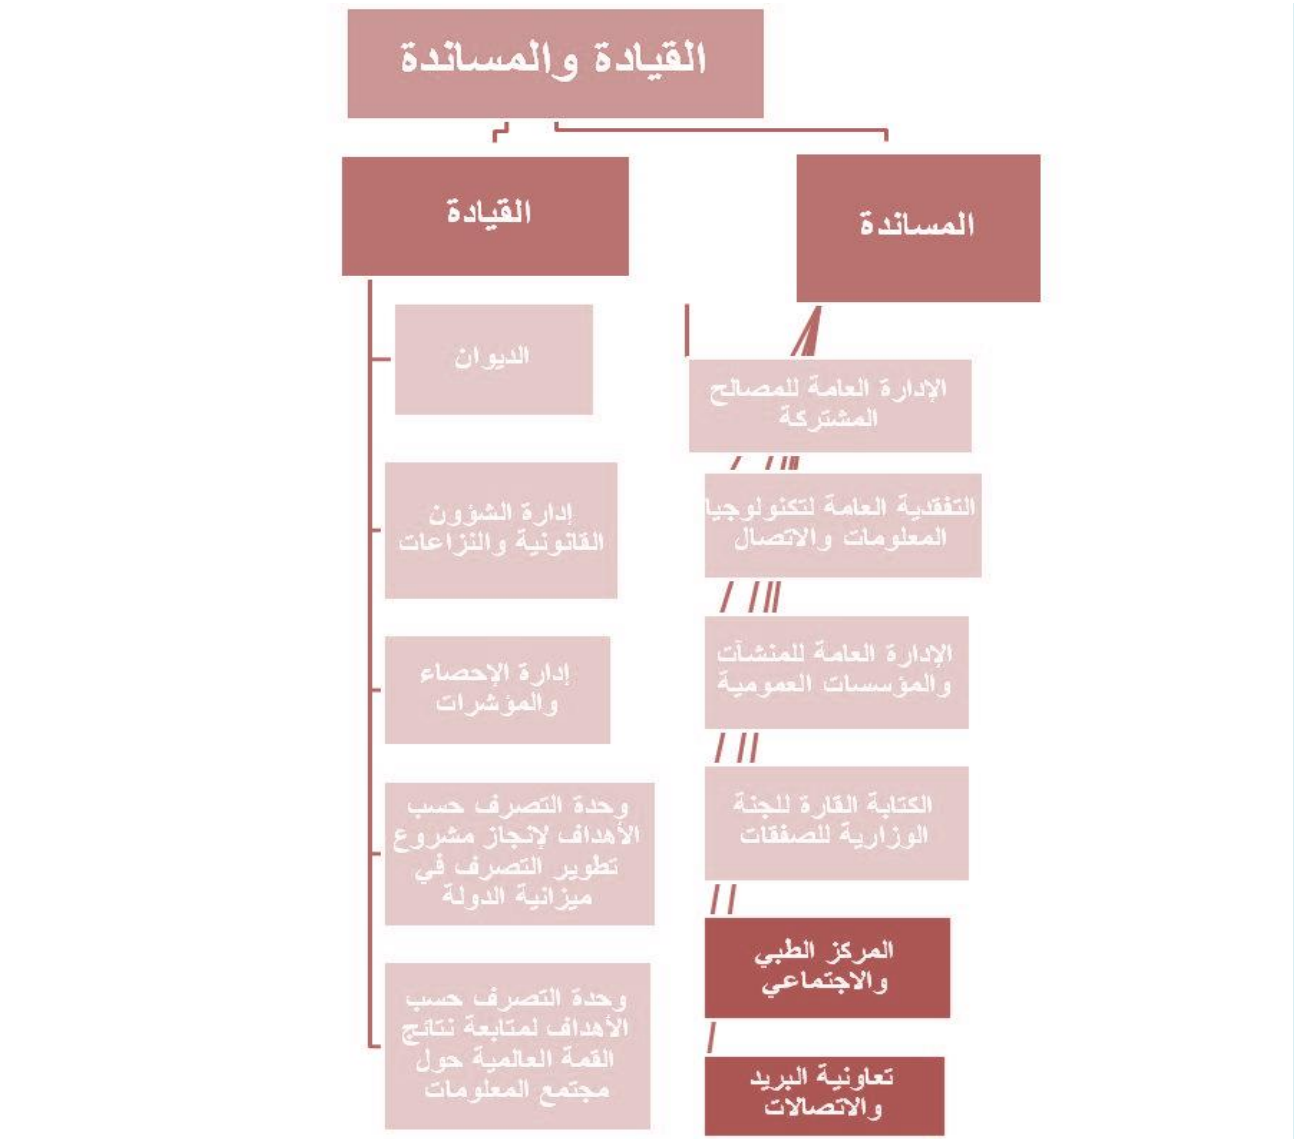 القيادة والمساندة
القيادة
الديوان
إدارة الشؤون
القانونية والنزاعات
إدارة الإحصاء
والمؤشرات
وحدة التصرف حسب
الأهداف لإنجاز مشروع
تطوير التصرف في
ميزانية الدولة
وحدة التصرف حسب
الأهداف لمتابعة نتائج
القمة العالمية حول
مجتمع المعلومات
المساندة
الإدارة العامة للمصالح
المشتركة
التفقدية العامة لتكنولوجيا
المعلومات والاتصال
الإدارة العامة للمنشآت
والمؤسسات العمومية
الكتابة القارة للجنة
الوزارية للصفقات
المركز الطبي
والاجتماعي
تعاونية البريد
والاتصالات